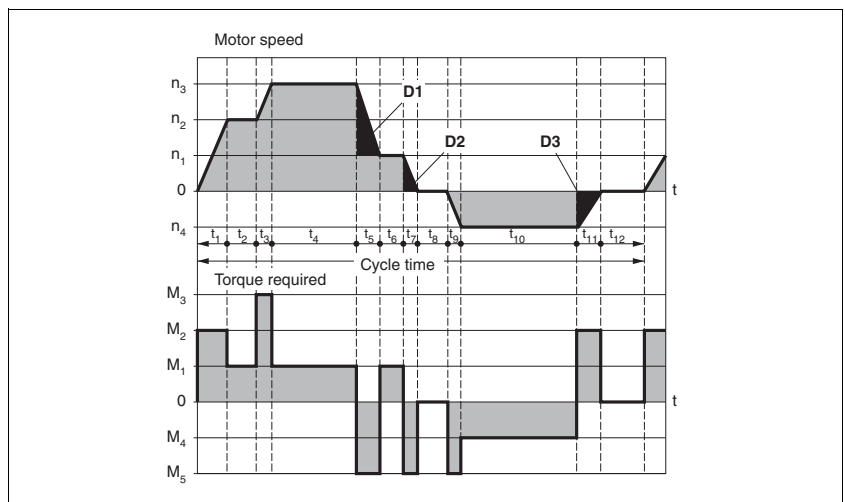 Motor speed
n3
D1
n2
n1
D2
D3
0
t
n4
t1 t2 t3 t4 t5 t6 t7 t8 t9 t10 t11 t12
Cycle time
Torque required
M3
M2
M1
0
t
M4
M5